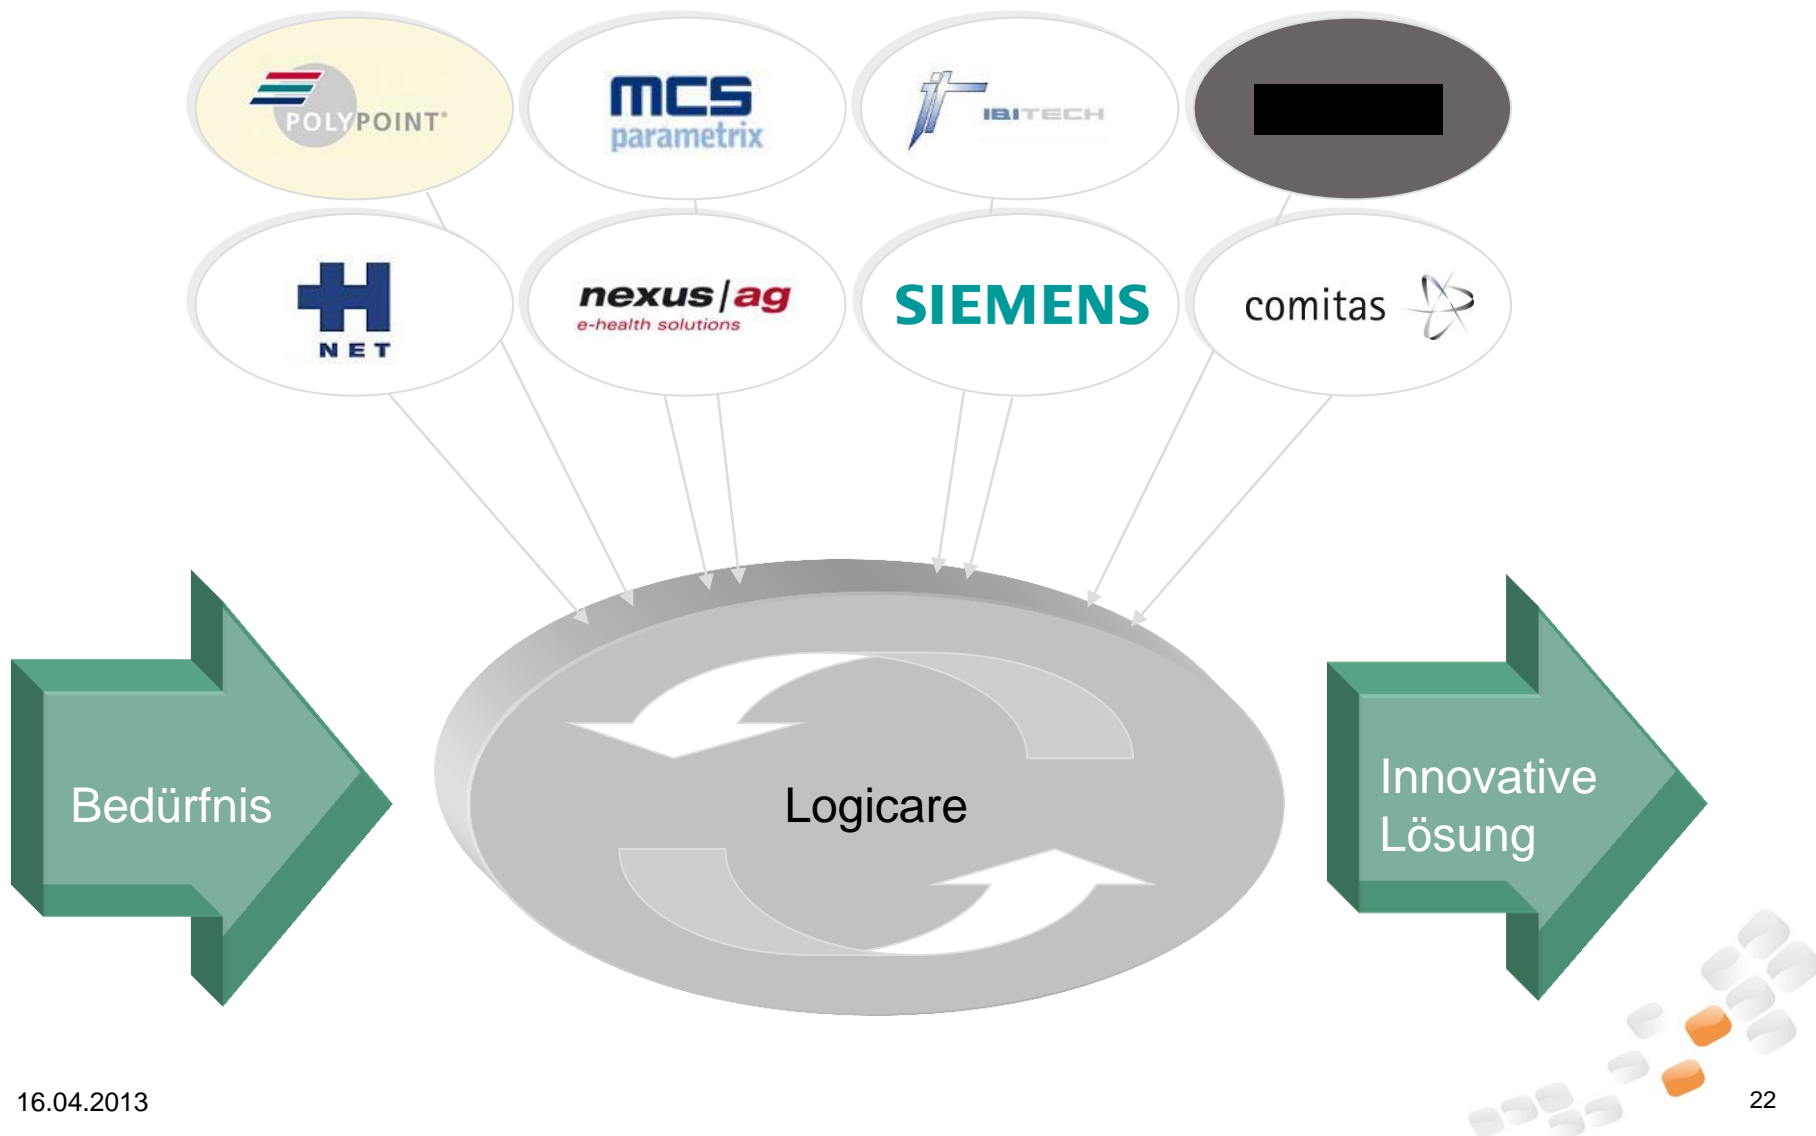 POLYPOINT®
mcs
parametrix
IBITECH
H
NET
nexus|ag
e-health solutions
SIEMENS
comitas
Bedürfnis
Logicare
Innovative
Lösung
16.04.2013
22